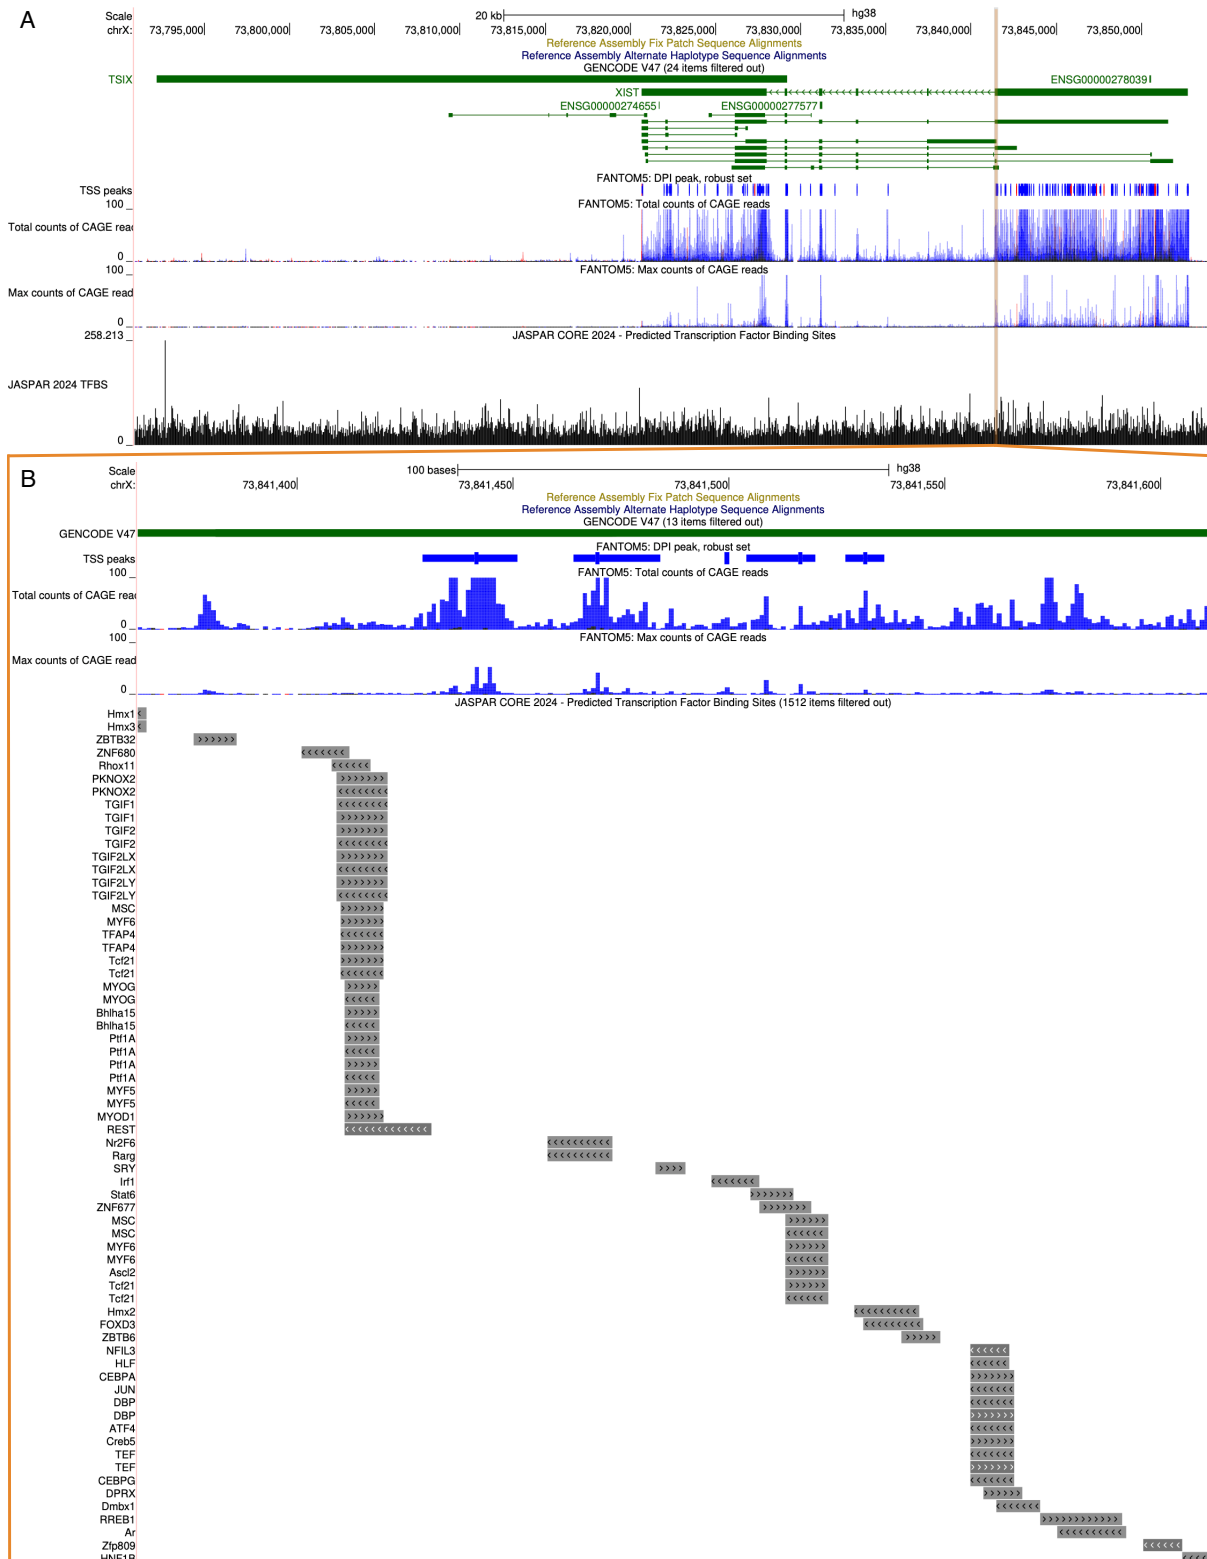 A
Scale 20 kb hg38
chrX: 73,795,000 73,800,000 73,805,000 73,810,000 73,815,000 73,820,000 73,825,000 73,830,000 73,835,000 73,840,000 73,845,000 73,850,000
Reference Assembly Fix Patch Sequence Alignments
Reference Assembly Alternate Haplotype Sequence Alignments
GENCODE V47 (24 items filtered out)
TSIX ENSG00000278039
XIST
ENSG00000274655 ENSG00000277577
FANTOM5: DPI peak, robust set
TSS peaks
100 FANTOM5: Total counts of CAGE reads
Total counts of CAGE rea
0
FANTOM5: Max counts of CAGE reads
100
Max counts of CAGE read
0
JASPAR CORE 2024 - Predicted Transcription Factor Binding Sites
258.213
JASPAR 2024 TFBS
0
B
Scale 100 bases hg38
chrX: 73,841,400 73,841,450 73,841,500 73,841,550 73,841,600
Reference Assembly Fix Patch Sequence Alignments
Reference Assembly Alternate Haplotype Sequence Alignments
GENCODE V47 (13 items filtered out)
GENCODE V47
FANTOM5: DPI peak, robust set
TSS peaks
FANTOM5: Total counts of CAGE reads
100
Total counts of CAGE rea
0
FANTOM5: Max counts of CAGE reads
100
Max counts of CAGE read
0
JASPAR CORE 2024 - Predicted Transcription Factor Binding Sites (1512 items filtered out)
Hmx1
Hmx3
ZBTB32
ZNF680
Rhox11
PKNOX2
PKNOX2
TGIF1
TGIF1
TGIF2
TGIF2
TGIF2LX
TGIF2LX
TGIF2LY
TGIF2LY
MSC
MYF6
TFAP4
TFAP4
Tcf21
Tcf21
MYOG
MYOG
Bhlha15
Bhlha15
Ptf1A
Ptf1A
Ptf1A
Ptf1A
MYF5
MYF5
MYOD1
REST
Nr2F6
Rarg
SRY
Irf1
Stat6
ZNF677
MSC
MSC
MYF6
MYF6
Ascl2
Tcf21
Tcf21
Hmx2
FOXD3
ZBTB6
NFIL3
HLF
CEBPA
JUN
DBP
DBP
ATF4
Creb5
TEF
TEF
CEBPG
DPRX
Dmbx1
RREB1
Ar
Zfp809
HNF1B